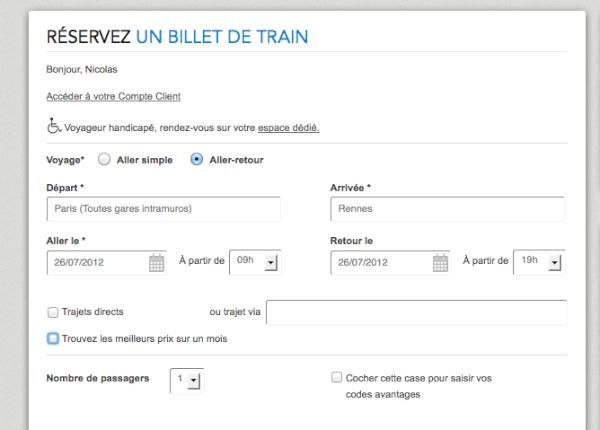 RÉSERVEZ UN BILLET DE TRAIN
Bonjour, Nicolas
Accéder à votre Compte Client
Voyageur handicapé, rendez-vous sur votre espace dédié.
Voyage* Aller simple Aller-retour
Départ * Arrivée *
Paris (Toutes gares intramuros) Rennes
Aller le * Retour le
26/07/2012 À partir de 09h 26/07/2012 À partir de 19h
Trajets directs ou trajet via
Trouvez les meilleurs prix sur un mois
Nombre de passagers 1 Cocher cette case pour saisir vos
codes avantages